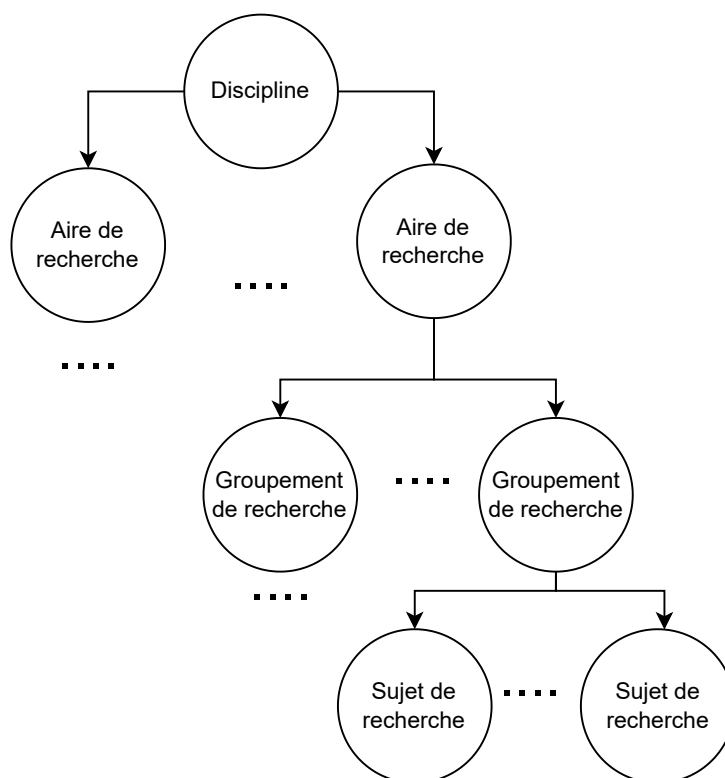 Discipline
Aire de
recherche
Aire de
recherche
Groupement
de recherche
Groupement
de recherche
Sujet de
recherche
Sujet de
recherche